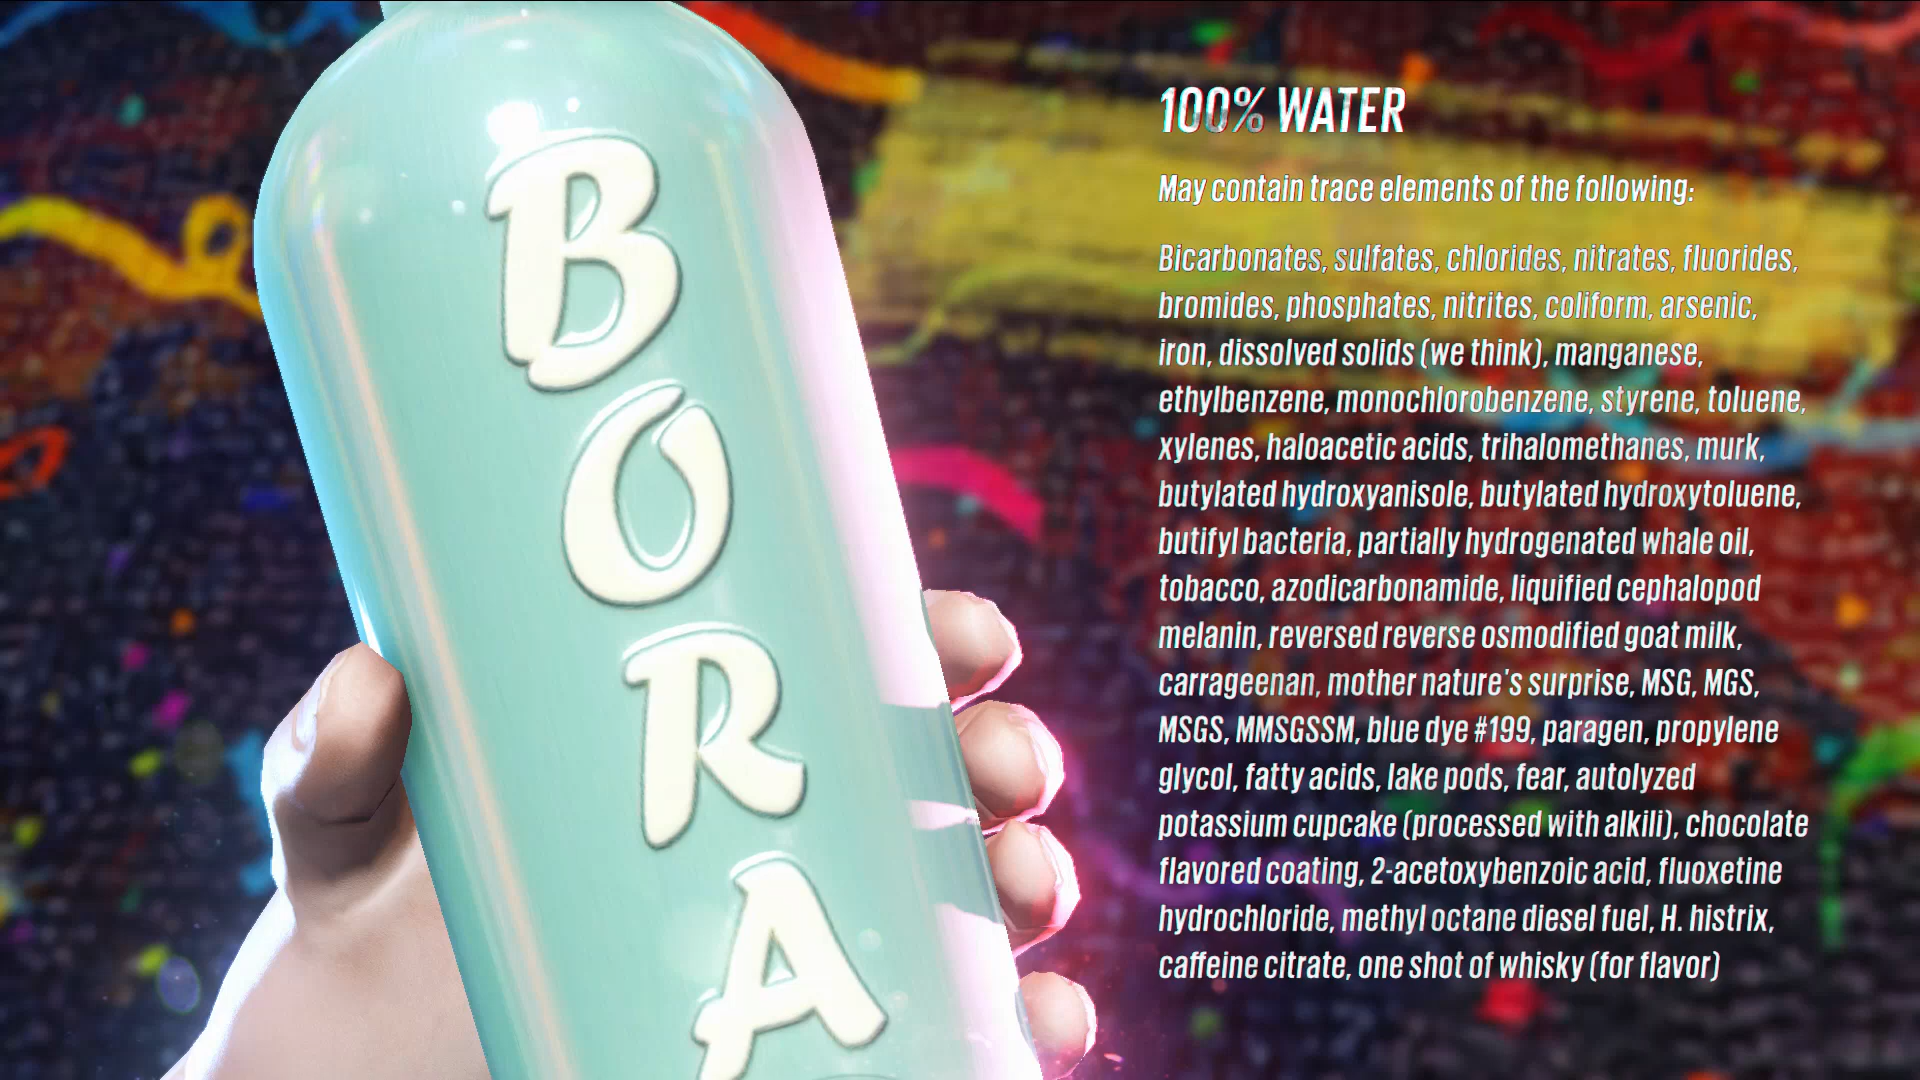 BORA
100% WATER
May contain trace elements of the following:
Bicarbonates, sulfates, chlorides, nitrates, fluorides,
bromides, phosphates, nitrites, coliform, arsenic,
iron, dissolved solids (we think), manganese,
ethylbenzene, monochlorobenzene, styrene, toluene,
xylenes, haloacetic acids, trihalomethanes, murk,
butylated hydroxyanisole, butylated hydroxytoluene,
butifyl bacteria, partially hydrogenated whale oil,
tobacco, azodicarbonamide, liquified cephalopod
melanin, reversed reverse osmodified goat milk,
carrageenan, mother nature's surprise, MSG, MGS,
MSGS, MMSGSSM, blue dye #199, paragen, propylene
glycol, fatty acids, lake pods, fear, autolyzed
potassium cupcake (processed with alkili), chocolate
flavored coating, 2-acetoxybenzoic acid, fluoxetine
hydrochloride, methyl octane diesel fuel, H. histrix,
caffeine citrate, one shot of whisky (for flavor)